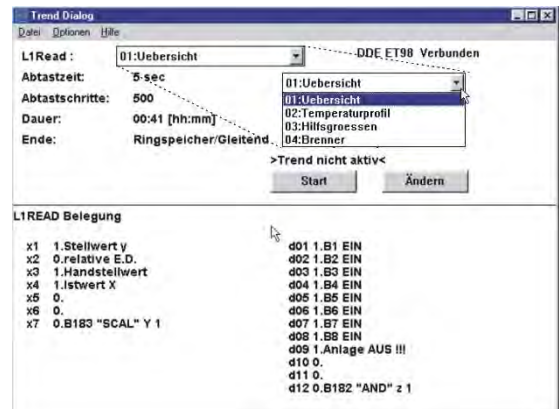 Trend Dialog
Datei Optionen Hilfe
L1Read : 01:Uebersicht DDE ET98 Verbunden
Abtastzeit: 5 sec
01:Uebersicht
Abtastschritte: 500
01:Uebersicht
02:Temperaturprofil
03:Hilfsgroessen
04:Brenner
Dauer: 00:41 [hh:mm]
Ende: Ringspeicher/Gleitend
>Trend nicht aktiv<
Start Ändern
L1READ Belegung
x1 1.Stellwert y
x2 0.relative E.D.
x3 1.Handstellwert
x4 1.Istwert X
x5 0.
x6 0.
x7 0.B183 "SCAL" Y 1
d01 1.B1 EIN
d02 1.B2 EIN
d03 1.B3 EIN
d04 1.B4 EIN
d05 1.B5 EIN
d06 1.B6 EIN
d07 1.B7 EIN
d08 1.B8 EIN
d09 1.Anlage AUS !!!
d10 0.
d11 0.
d12 0.B182 "AND" z 1